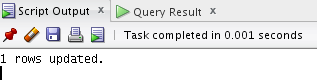 Script Output x Query Result x
Task completed in 0.001 seconds
1 rows updated.